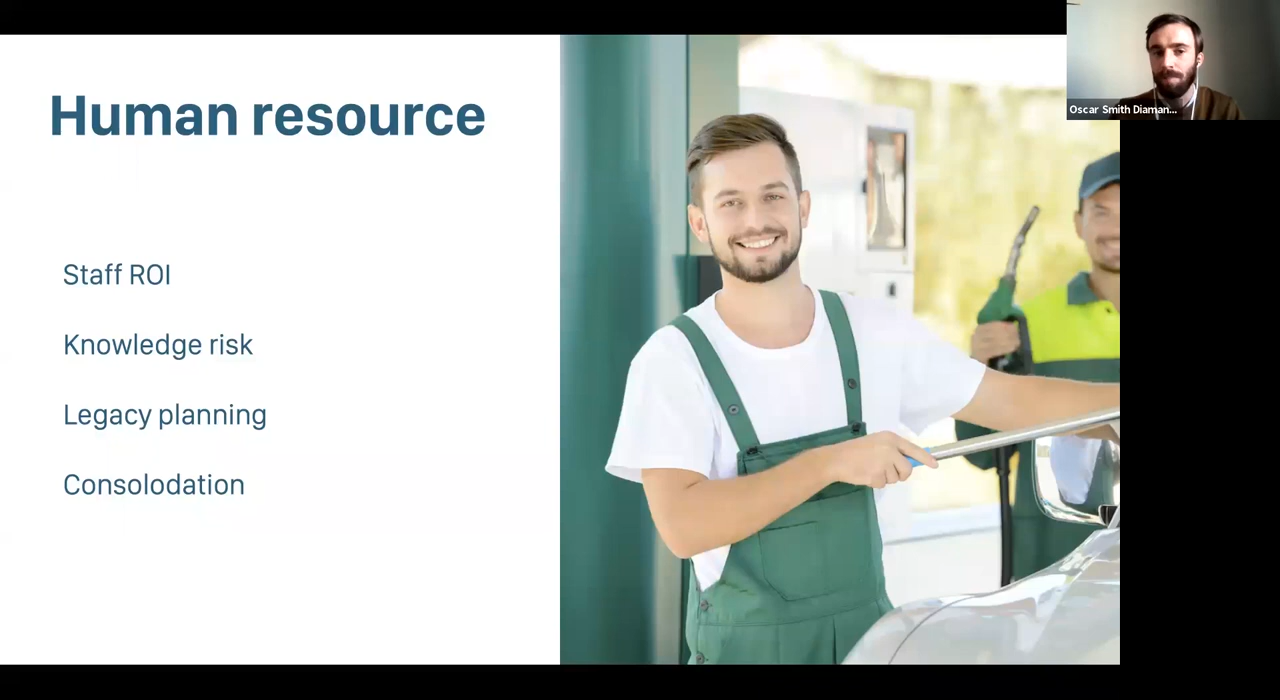 Human resource
Staff ROI
Knowledge risk
Legacy planning
Consolodation
Oscar Smith Diaman...